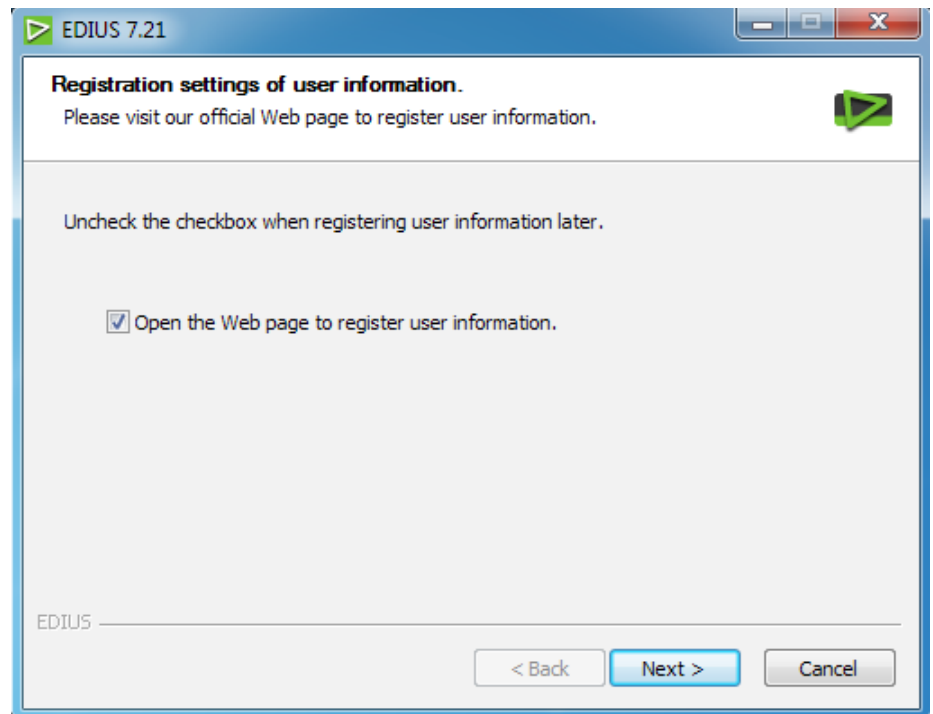 EDIUS 7.21
Registration settings of user information.
Please visit our official Web page to register user information.
Uncheck the checkbox when registering user information later.
Open the Web page to register user information.
EDIUS
< Back Next > Cancel